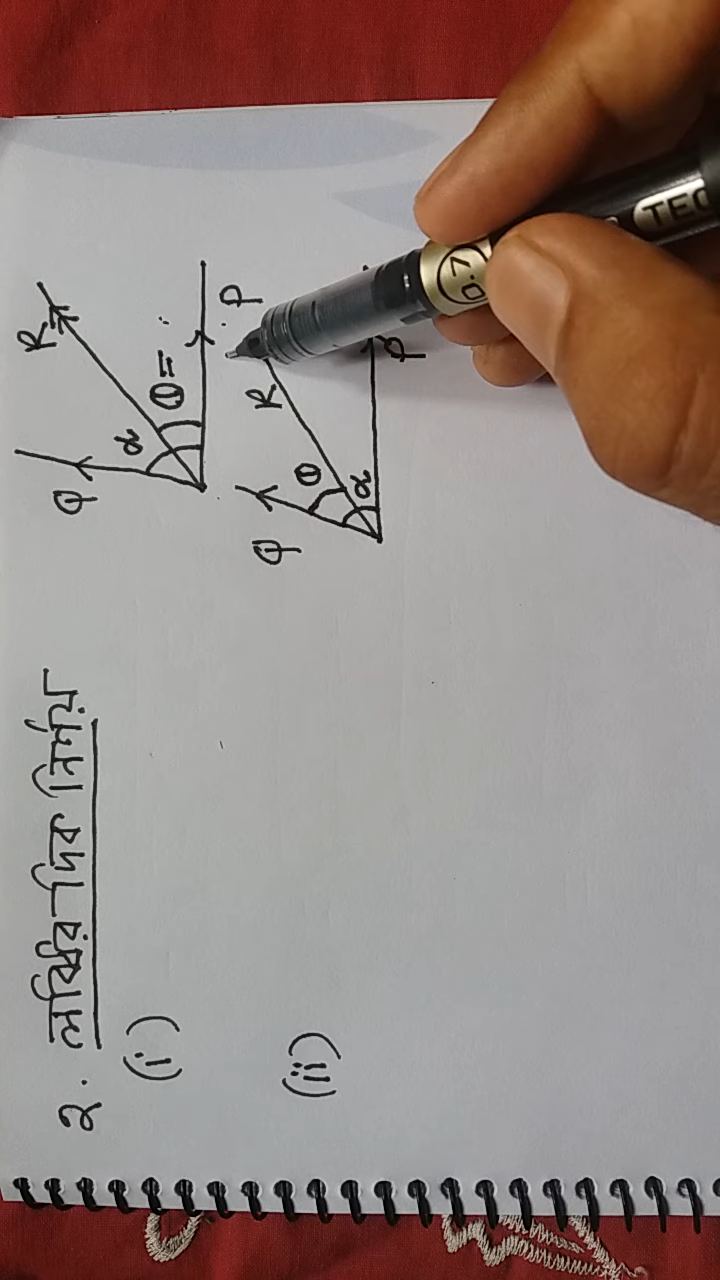 ২. লব্ধির দিক নির্ণয়
(i)
Q α R θ = P
(ii)
Q θ R α P
0.7 TEC